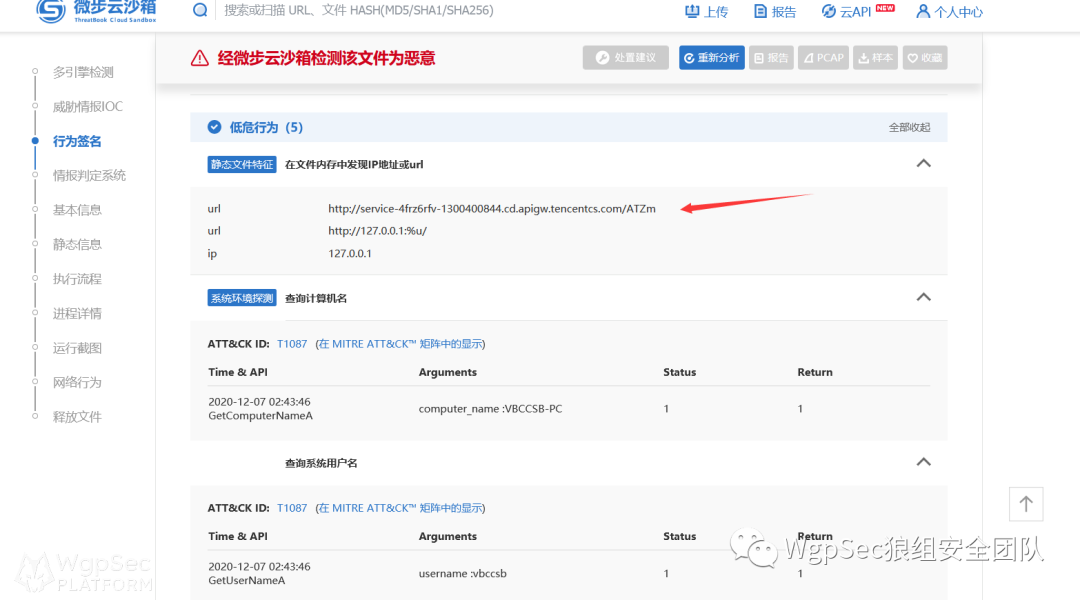 微步云沙箱
ThreatBook Cloud Sandbox
搜索或扫描 URL、文件 HASH(MD5/SHA1/SHA256)
上传
报告
云API NEW
个人中心
经微步云沙箱检测该文件为恶意
处置建议
重新分析
报告
PCAP
样本
收藏
多引擎检测
威胁情报IOC
行为签名
情报判定系统
基本信息
静态信息
执行流程
进程详情
运行截图
网络行为
释放文件
低危行为（5）
全部收起
静态文件特征 在文件内存中发现IP地址或url
url http://service-4frz6rfv-1300400844.cd.apigw.tencentcs.com/ATZm
url http://127.0.0.1:%u/
ip 127.0.0.1
系统环境探测 查询计算机名
ATT&CK ID: T1087 (在 MITRE ATT&CK™ 矩阵中的显示)
Time & API Arguments Status Return
2020-12-07 02:43:46
GetComputerNameA
computer_name :VBCCSB-PC 1 1
查询系统用户名
ATT&CK ID: T1087 (在 MITRE ATT&CK™ 矩阵中的显示)
Time & API Arguments Status Return
2020-12-07 02:43:46
GetUserNameA
username :vbccsb 1 1
WgpSec狼组安全团队
WgpSec
PLATFORM